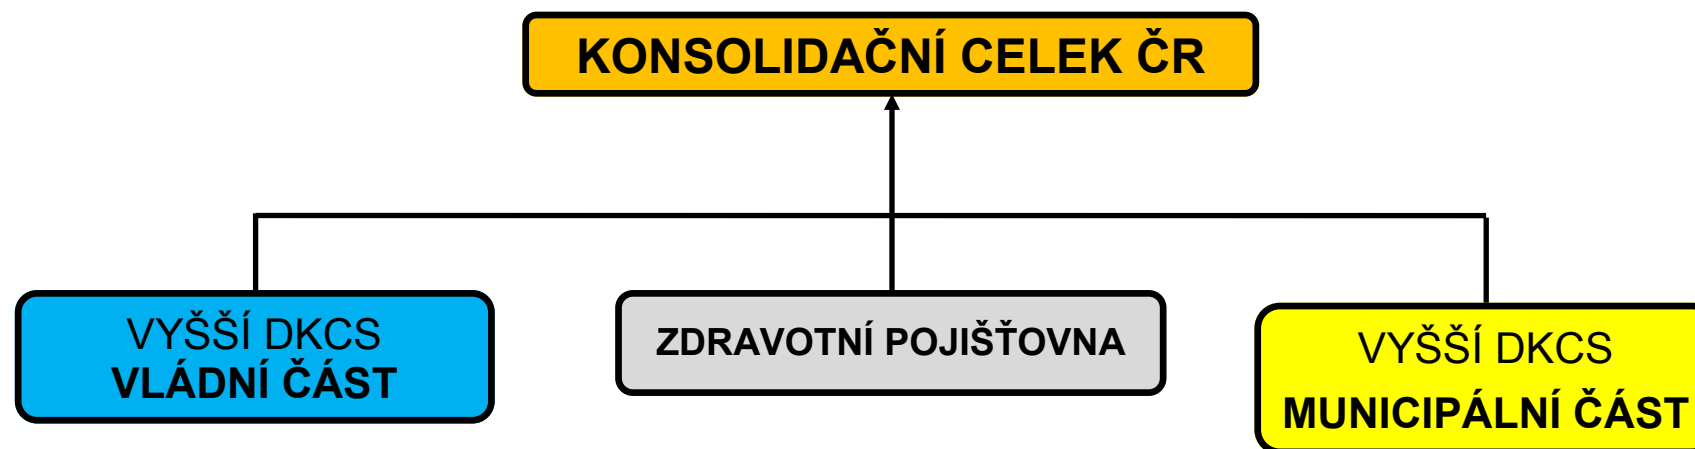 KONSOLIDAČNÍ CELEK ČR
VYŠŠÍ DKCS
VLÁDNÍ ČÁST
ZDRAVOTNÍ POJIŠŤOVNA
VYŠŠÍ DKCS
MUNICIPÁLNÍ ČÁST